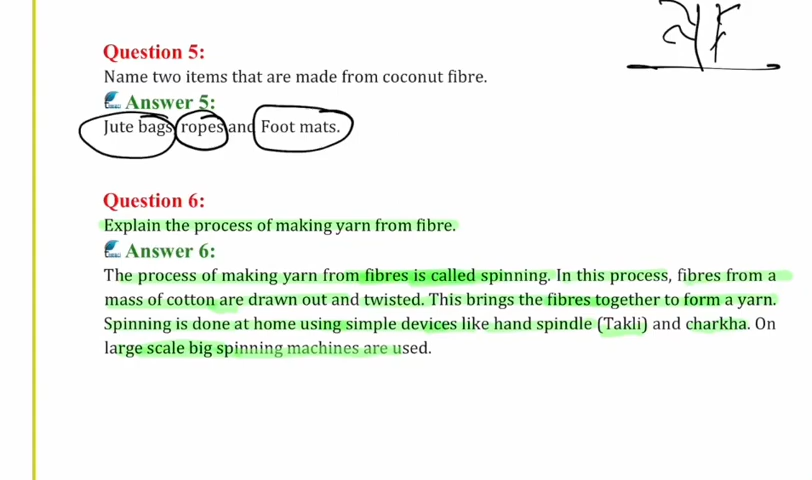 Question 5:
Name two items that are made from coconut fibre.
Answer 5:
Jute bags ropes and Foot mats.
Question 6:
Explain the process of making yarn from fibre.
Answer 6:
The process of making yarn from fibres is called spinning. In this process, fibres from a
mass of cotton are drawn out and twisted. This brings the fibres together to form a yarn.
Spinning is done at home using simple devices like hand spindle (Takli) and charkha. On
large scale big spinning machines are used.